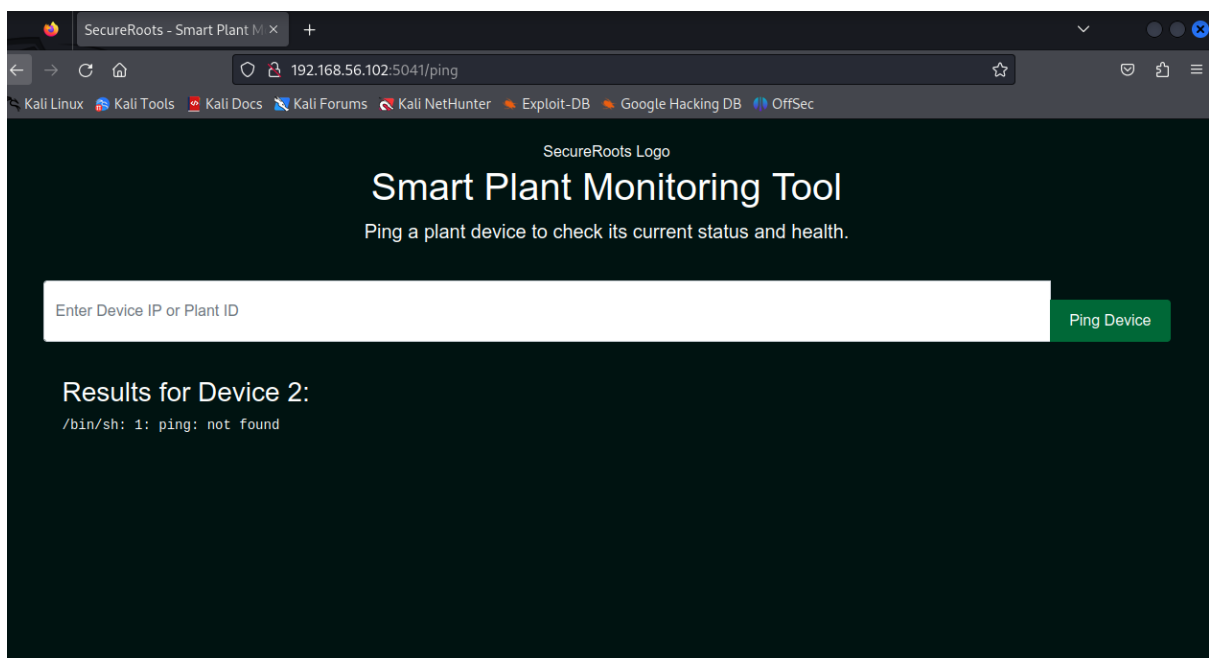 SecureRoots - Smart Plant M
192.168.56.102:5041/ping
Kali Linux Kali Tools Kali Docs Kali Forums Kali NetHunter Exploit-DB Google Hacking DB OffSec
SecureRoots Logo
Smart Plant Monitoring Tool
Ping a plant device to check its current status and health.
Enter Device IP or Plant ID
Ping Device
Results for Device 2:
/bin/sh: 1: ping: not found